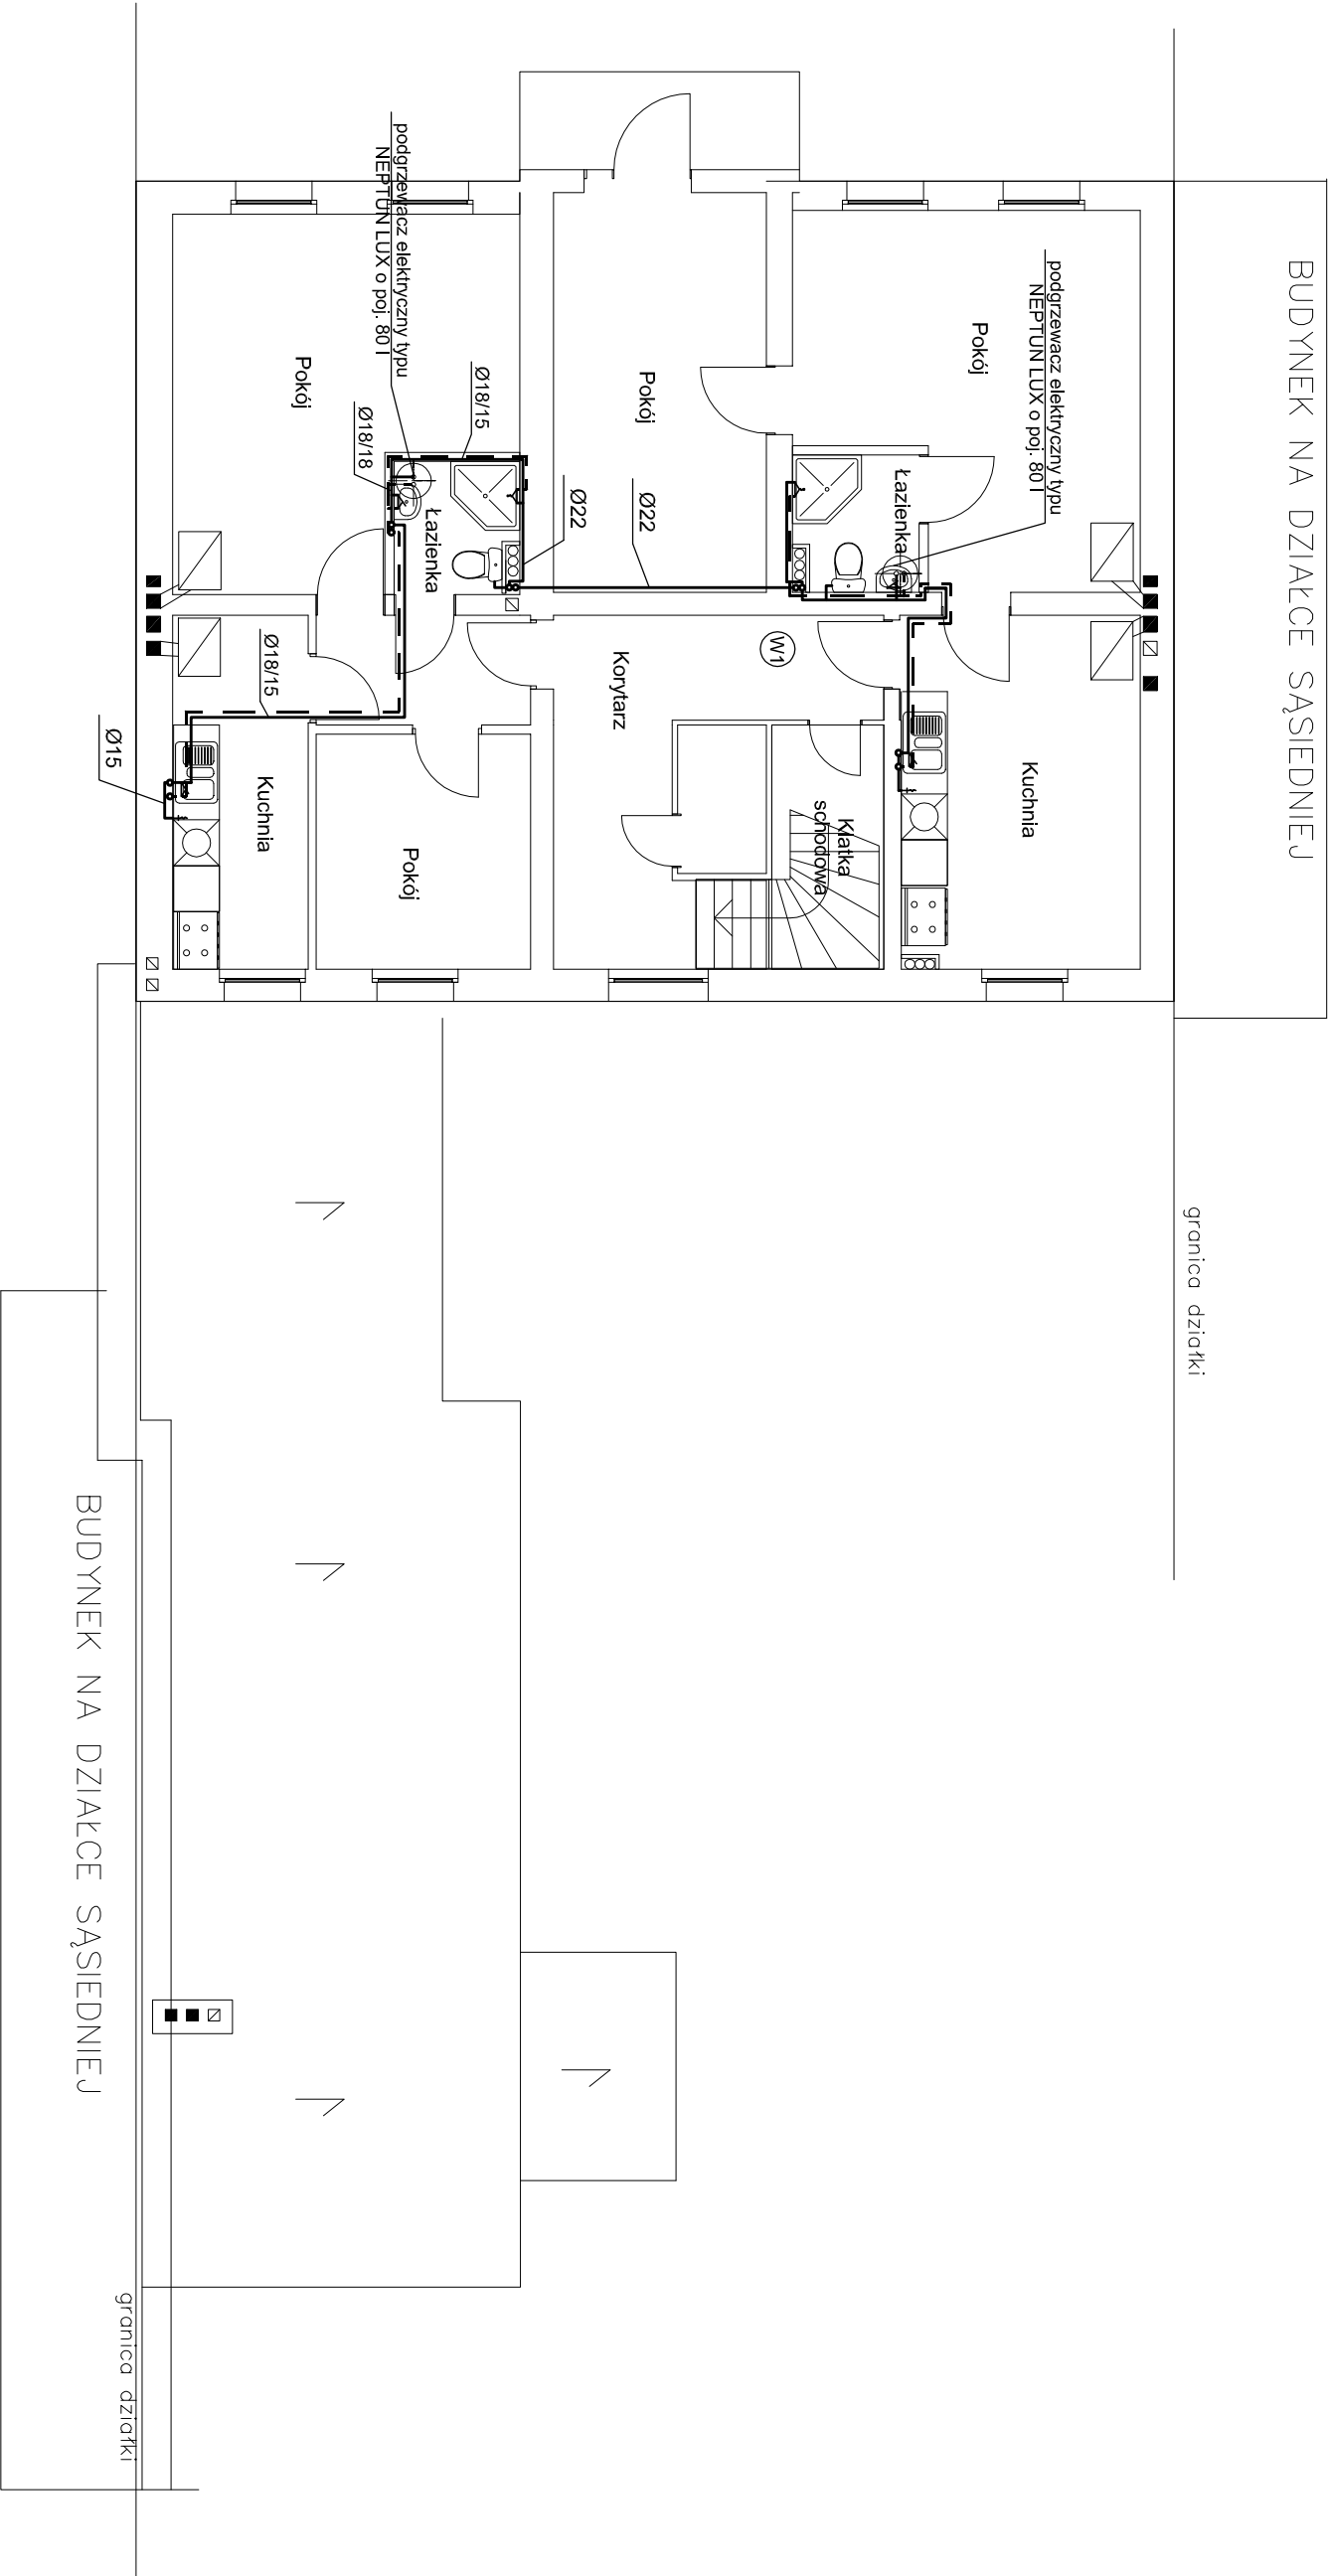 BUDYNEK NA DZIAŁCE SĄSIEDNIEJ
granica działki
podgrzewacz elektryczny typu
NEPTUN LUX o poj. 80 l
Pokój
Łazienka
Kuchnia
W1
Klatka
schodowa
Pokój
Korytarz
Ø22
Ø22
Ø18/15
Łazienka
podgrzewacz elektryczny typu
NEPTUN LUX o poj. 80 l
Pokój
Ø18/18
Pokój
Ø18/15
Kuchnia
Ø15
granica działki
BUDYNEK NA DZIAŁCE SĄSIEDNIEJ